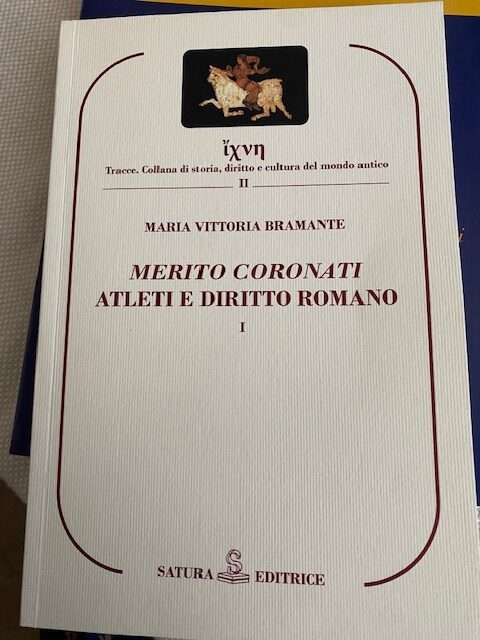 ἴχνη
Tracce. Collana di storia, diritto e cultura del mondo antico
II
MARIA VITTORIA BRAMANTE
MERITO CORONATI
ATLETI E DIRITTO ROMANO
I
SATURA S EDITRICE